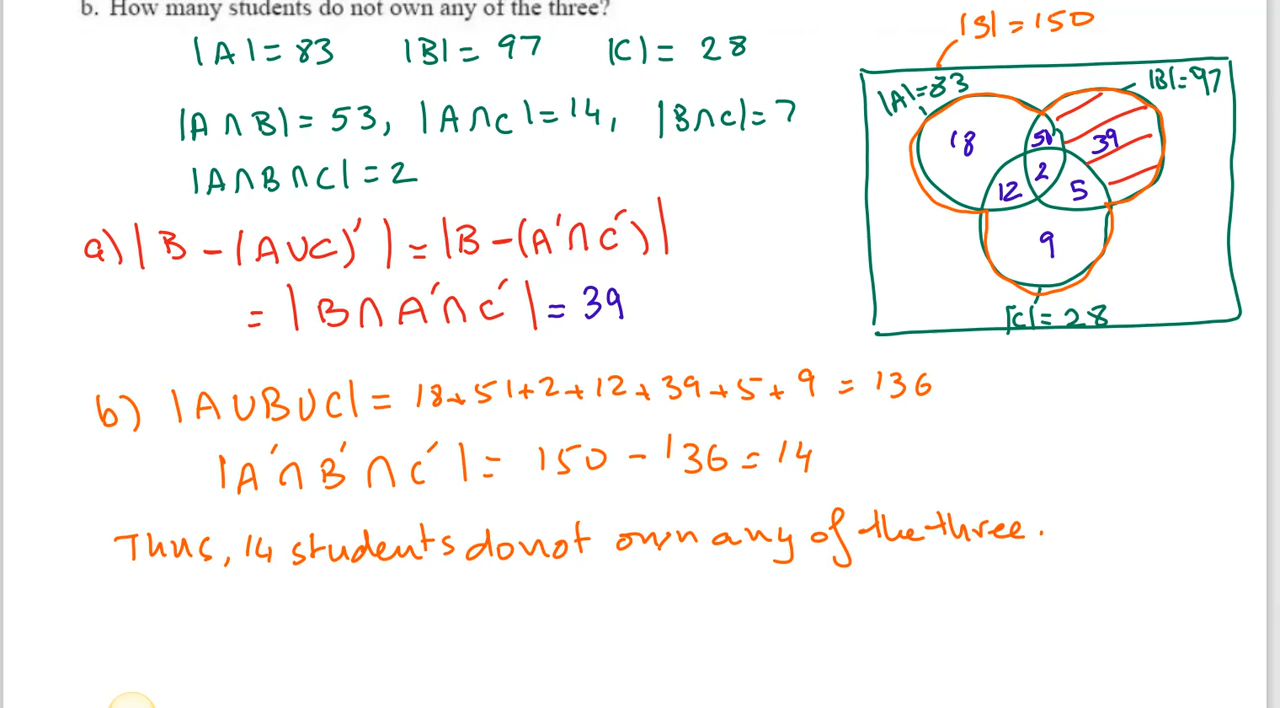 b. How many students do not own any of the three?
|A| = 83 |B| = 97 |C| = 28
|A ∩ B| = 53, |A ∩ C| = 14, |B ∩ C| = 7
|A ∩ B ∩ C| = 2
a) |B - (A ∪ C)'| = |B - (A' ∩ C')|
= |B ∩ A' ∩ C'| = 39
b) |A ∪ B ∪ C| = 18 + 51 + 2 + 12 + 39 + 5 + 9 = 136
|A' ∩ B' ∩ C'| = 150 - 136 = 14
Thus, 14 students do not own any of the three.
|S| = 150
|A| = 83
|B| = 97
18
51
39
2
12
5
9
|C| = 28